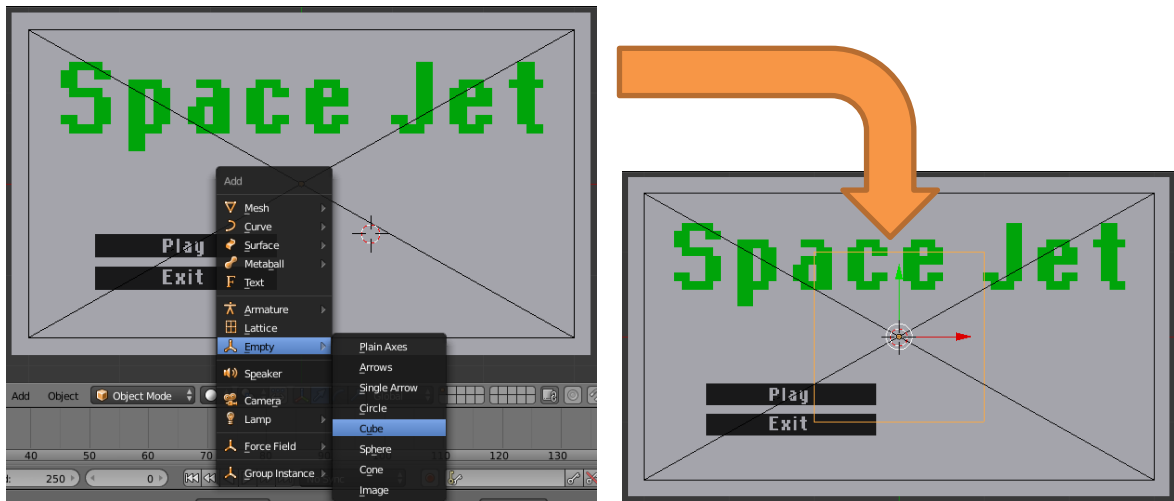 Space Jet
Add
Mesh
Curve
Surface
Metaball
Text
Armature
Lattice
Empty
Speaker
Camera
Lamp
Force Field
Group Instance
Plain Axes
Arrows
Single Arrow
Circle
Cube
Sphere
Cone
Image
Play
Exit
Add Object Object Mode
40 50 60 70 110 120 130
250 0
Space Jet
Play
Exit